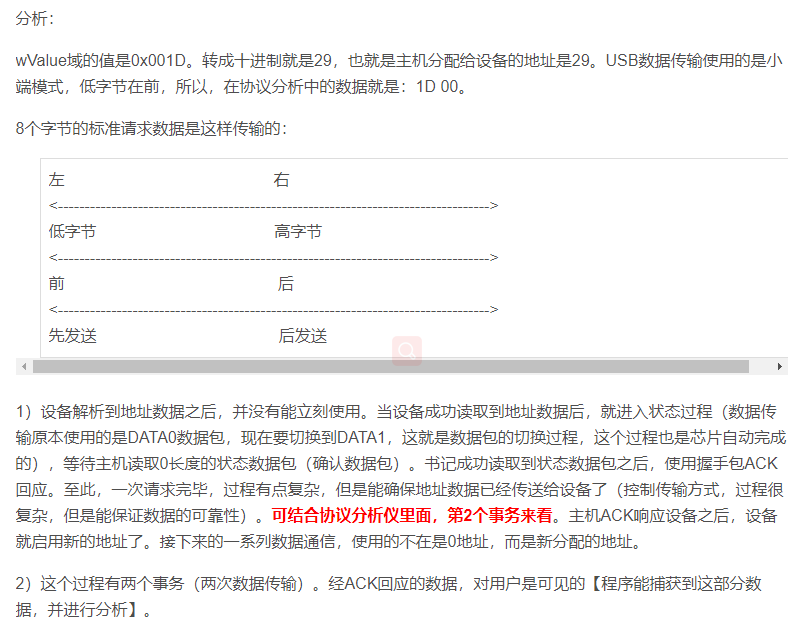 分析：
wValue域的值是0x001D。转成十进制就是29，也就是主机分配给设备的地址是29。USB数据传输使用的是小
端模式，低字节在前，所以，在协议分析中的数据就是：1D 00。
8个字节的标准请求数据是这样传输的：
左 右
<-------------------------------------------------------------------------------->
低字节 高字节
<-------------------------------------------------------------------------------->
前 后
<-------------------------------------------------------------------------------->
先发送 后发送
1）设备解析到地址数据之后，并没有能立刻使用。当设备成功读取到地址数据后，就进入状态过程（数据传
输原本使用的是DATA0数据包，现在要切换到DATA1，这就是数据包的切换过程，这个过程也是芯片自动完成
的），等待主机读取0长度的状态数据包（确认数据包）。书记成功读取到状态数据包之后，使用握手包ACK
回应。至此，一次请求完毕，过程有点复杂，但是能确保地址数据已经传送给设备了（控制传输方式，过程很
复杂，但是能保证数据的可靠性）。可结合协议分析仪里面，第2个事务来看。主机ACK响应设备之后，设备
就启用新的地址了。接下来的一系列数据通信，使用的不在是0地址，而是新分配的地址。
2）这个过程有两个事务（两次数据传输）。经ACK回应的数据，对用户是可见的【程序能捕获到这部分数
据，并进行分析】。